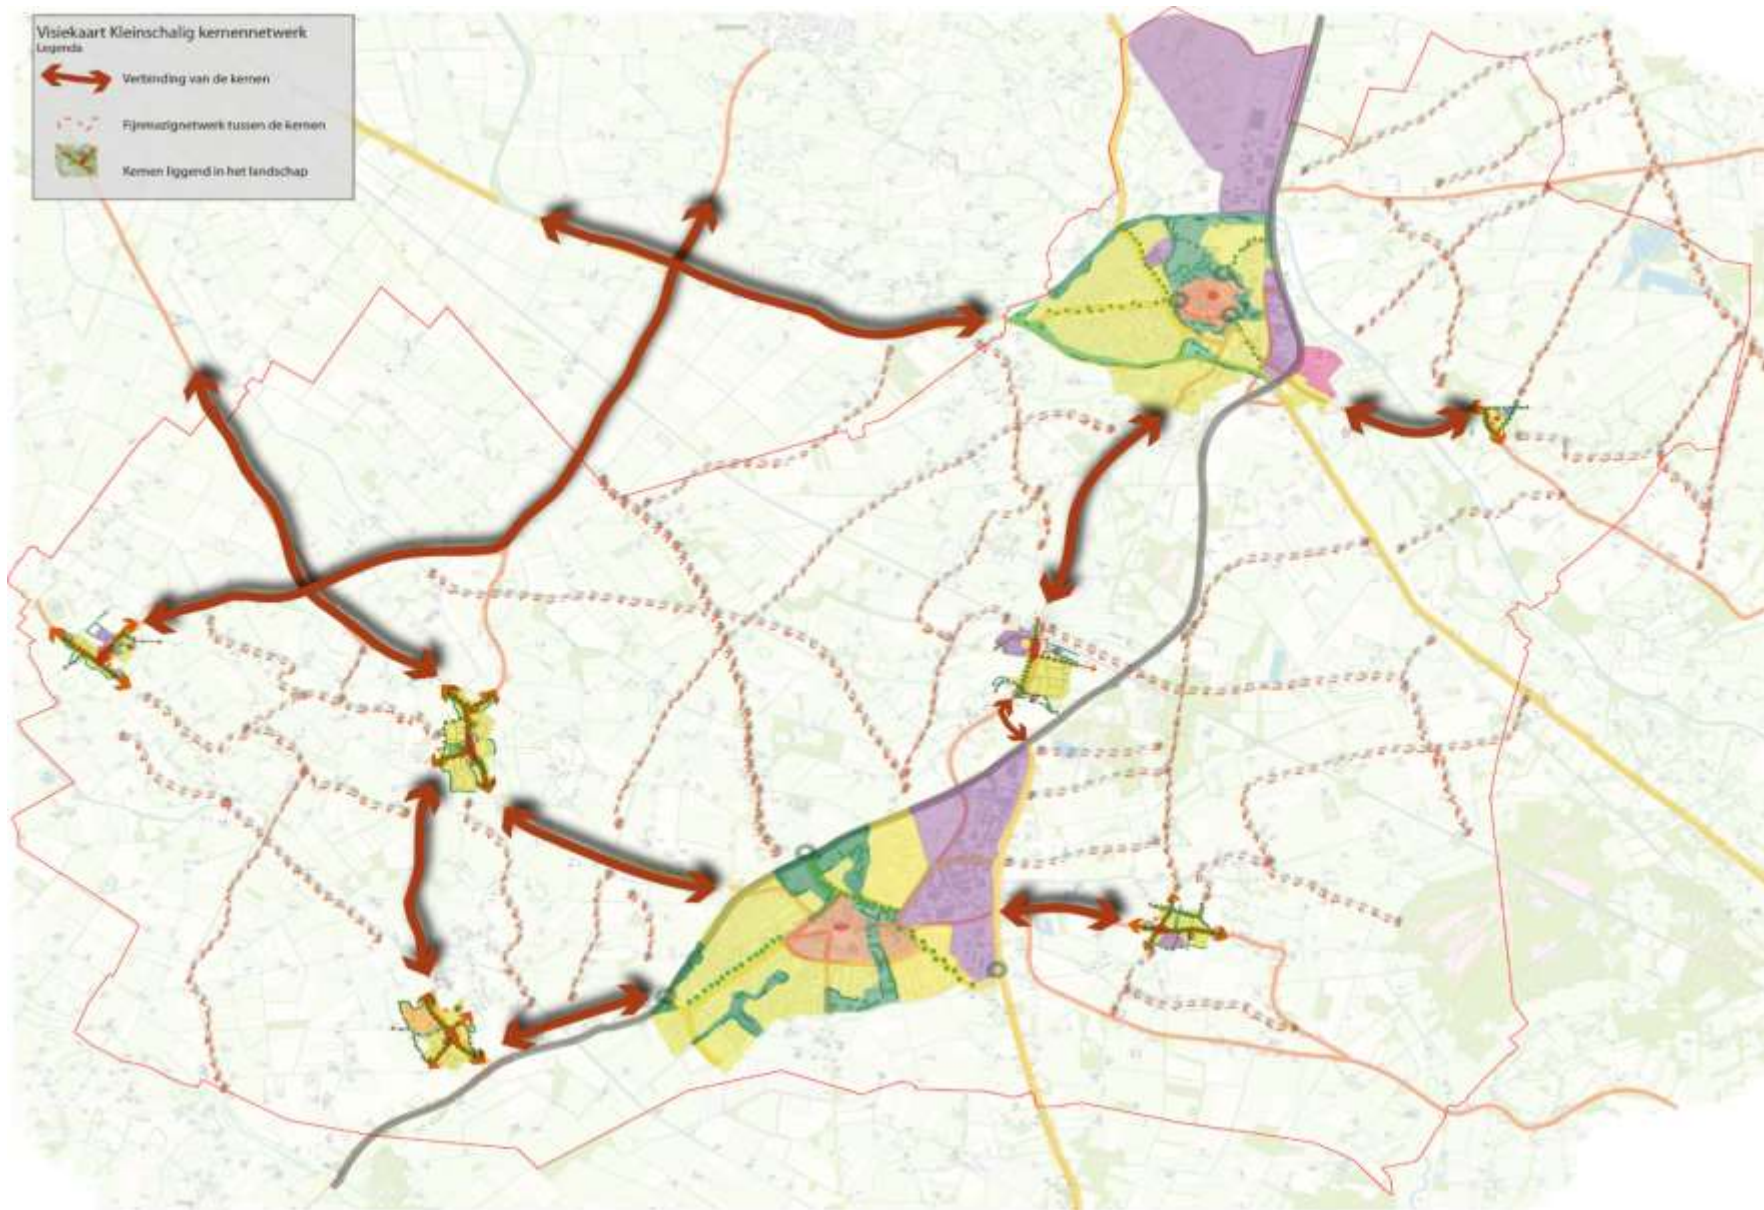 Visiekaart Kleinschalig kernennetwerk
Legenda
Verbinding van de kernen
Fijnmazignetwerk tussen de kernen
Kernen liggend in het landschap